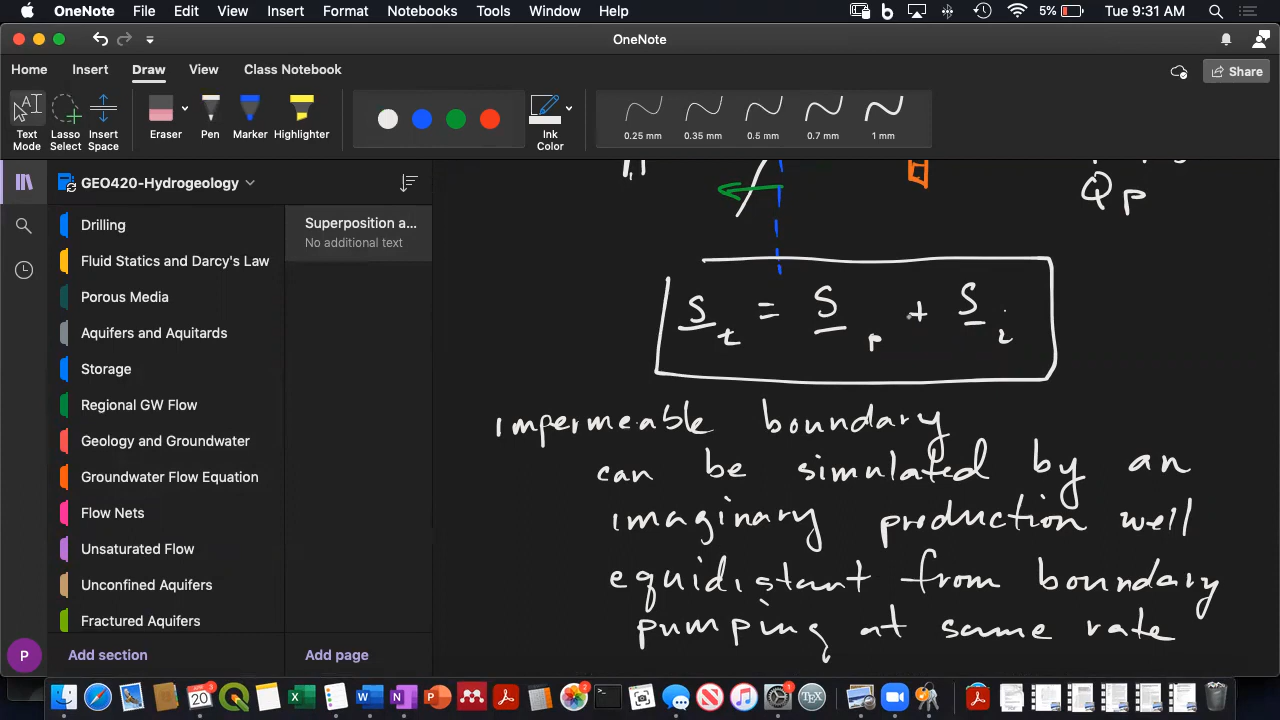 OneNote File Edit View Insert Format Notebooks Tools Window Help 5% Tue 9:31 AM
OneNote
Home Insert Draw View Class Notebook Share
Text Mode
Lasso Select
Insert Space
Eraser
Pen
Marker
Highlighter
Ink Color
0.25 mm 0.35 mm 0.5 mm 0.7 mm 1 mm
GEO420-Hydrogeology
Drilling
Fluid Statics and Darcy's Law
Porous Media
Aquifers and Aquitards
Storage
Regional GW Flow
Geology and Groundwater
Groundwater Flow Equation
Flow Nets
Unsaturated Flow
Unconfined Aquifers
Fractured Aquifers
P
Add section
Superposition a...
No additional text
Add page
Q p
S t = S p + S i
impermeable boundary
can be simulated by an
imaginary production well
equidistant from boundary
pumping at same rate
20
TEX